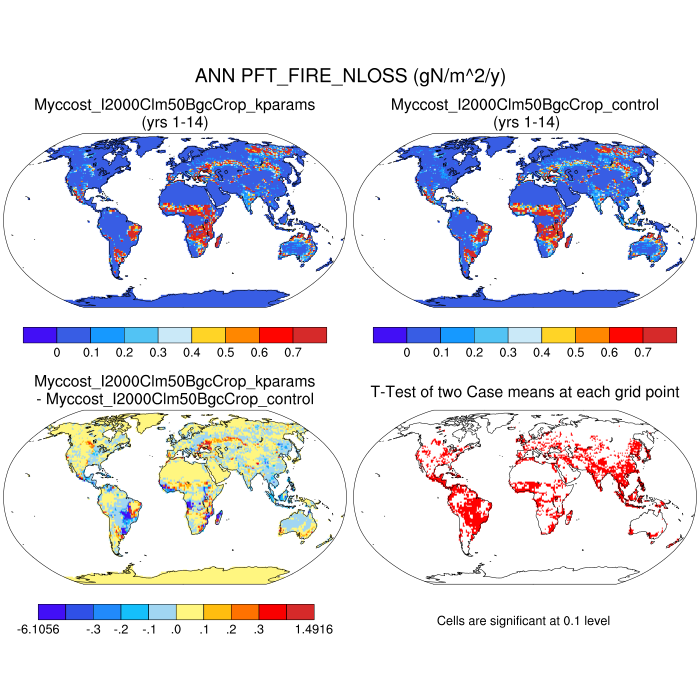 ANN PFT_FIRE_NLOSS (gN/m^2/y)
Myccost_I2000Clm50BgcCrop_kparams
(yrs 1-14)
Myccost_I2000Clm50BgcCrop_control
(yrs 1-14)
0 0.1 0.2 0.3 0.4 0.5 0.6 0.7
0 0.1 0.2 0.3 0.4 0.5 0.6 0.7
Myccost_I2000Clm50BgcCrop_kparams
- Myccost_I2000Clm50BgcCrop_control
T-Test of two Case means at each grid point
-6.1056 -.3 -.2 -.1 .0 .1 .2 .3 1.4916
Cells are significant at 0.1 level